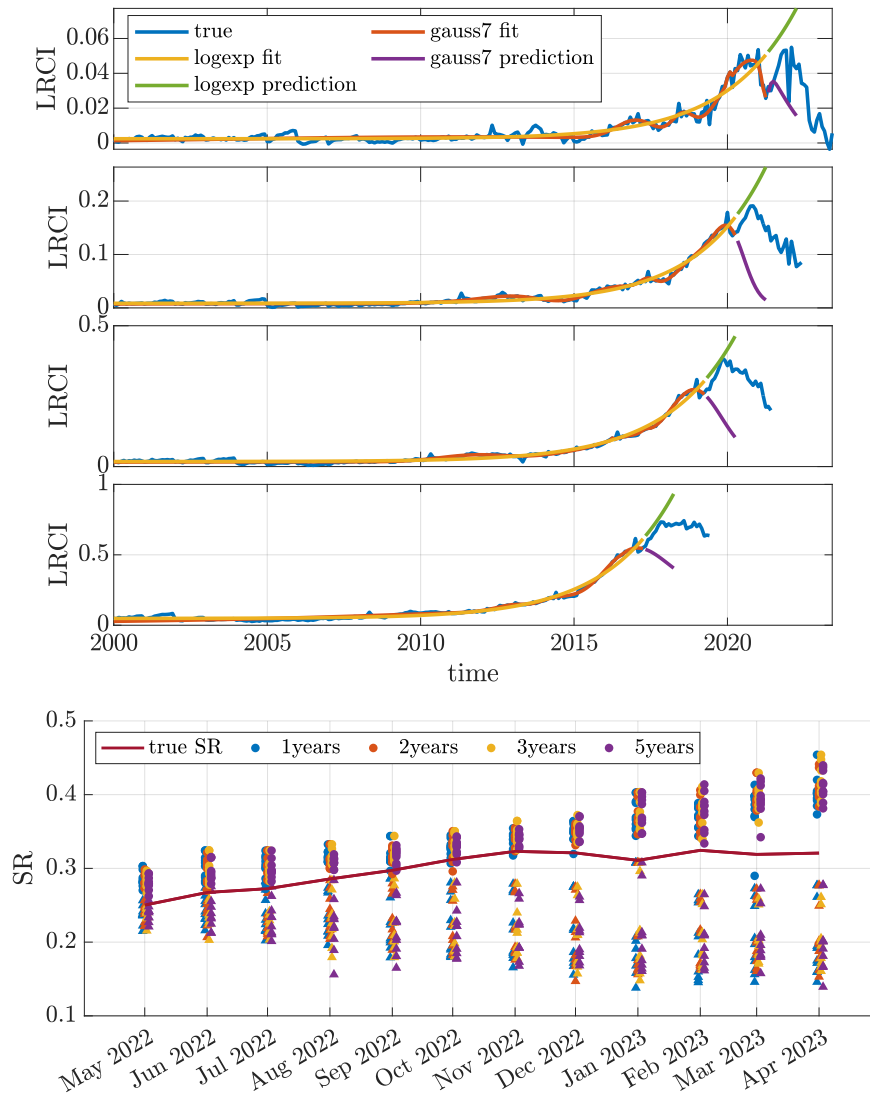 LRCI
0.06
0.04
0.02
0
true
gauss7 fit
logexp fit
gauss7 prediction
logexp prediction
LRCI
0.2
0.1
0
LRCI
0.5
0
LRCI
1
0.5
0
2000
2005
2010
2015
2020
time
SR
0.5
0.4
0.3
0.2
0.1
true SR
1years
2years
3years
5years
May 2022
Jun 2022
Jul 2022
Aug 2022
Sep 2022
Oct 2022
Nov 2022
Dec 2022
Jan 2023
Feb 2023
Mar 2023
Apr 2023